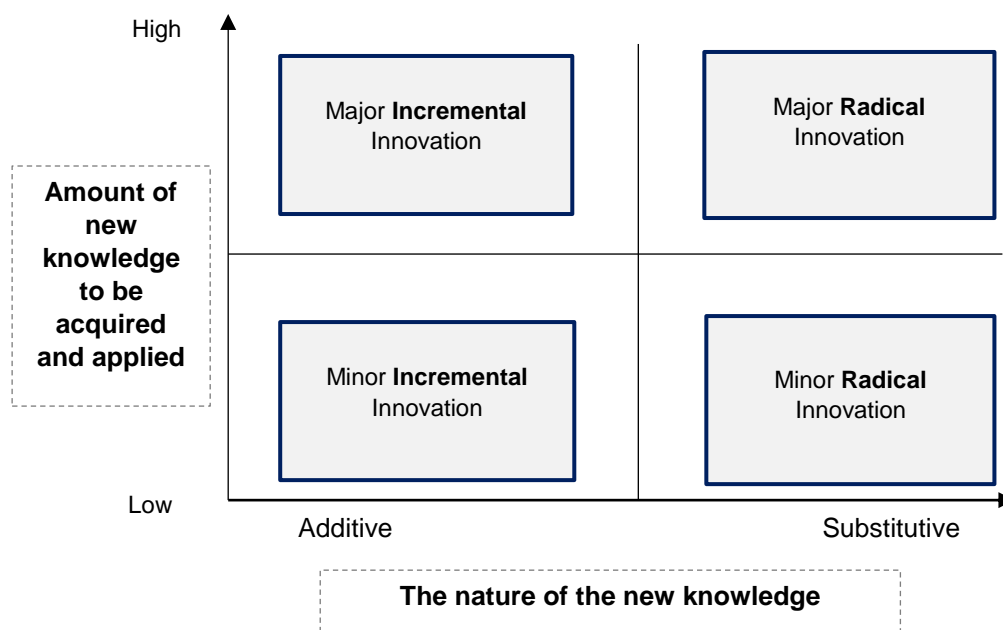 High
Major Incremental
Innovation
Major Radical
Innovation
Amount of
new
knowledge
to be
acquired
and applied
Minor Incremental
Innovation
Minor Radical
Innovation
Low
Additive
Substitutive
The nature of the new knowledge